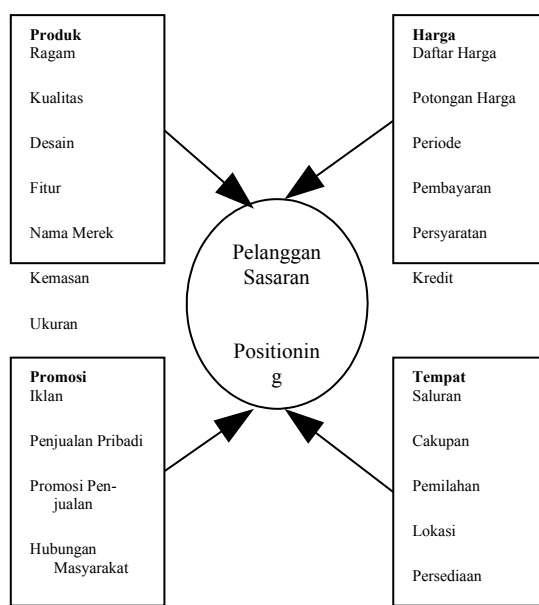 Produk
Ragam
Kualitas
Desain
Fitur
Nama Merek
Kemasan
Ukuran
Harga
Daftar Harga
Potongan Harga
Periode
Pembayaran
Persyaratan
Kredit
Pelanggan
Sasaran
Positionin
g
Promosi
Iklan
Penjualan Pribadi
Promosi Pen-
jualan
Hubungan
Masyarakat
Tempat
Saluran
Cakupan
Pemilahan
Lokasi
Persediaan